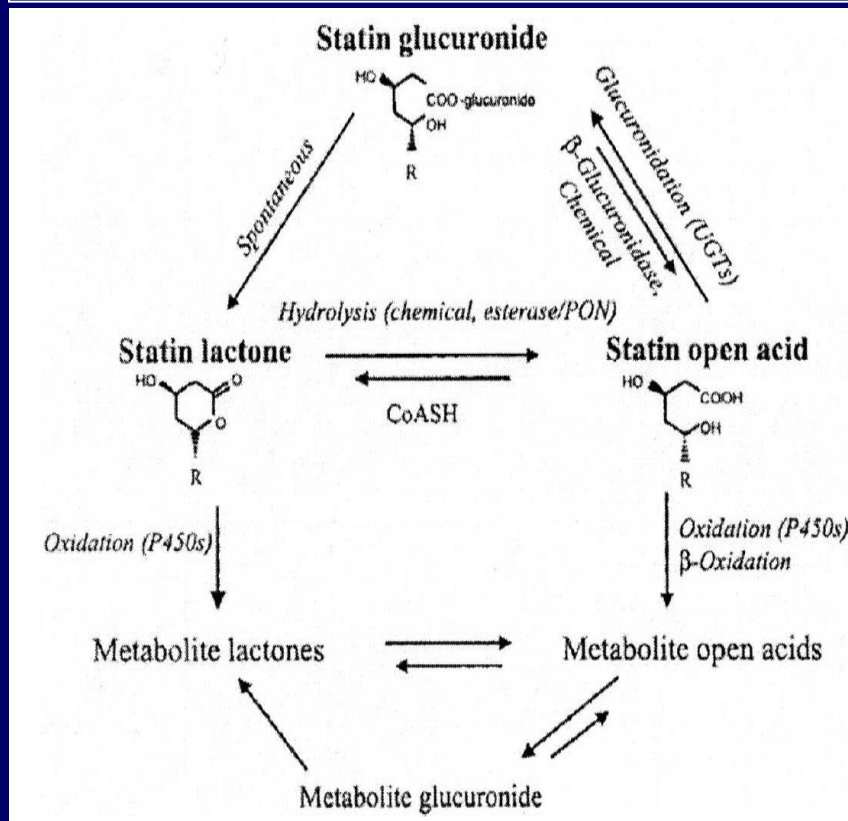 Statin glucuronide
HO
COO-glucuronido
OH
R
Spontaneous
Glucuronidation (UGTs)
β-Glucuronidase,
Chemical
Hydrolysis (chemical, esterase/PON)
Statin lactone
Statin open acid
CoASH
HO
O
O
R
HO
COOH
OH
R
Oxidation (P450s)
Oxidation (P450s)
β-Oxidation
Metabolite lactones
Metabolite open acids
Metabolite glucuronide